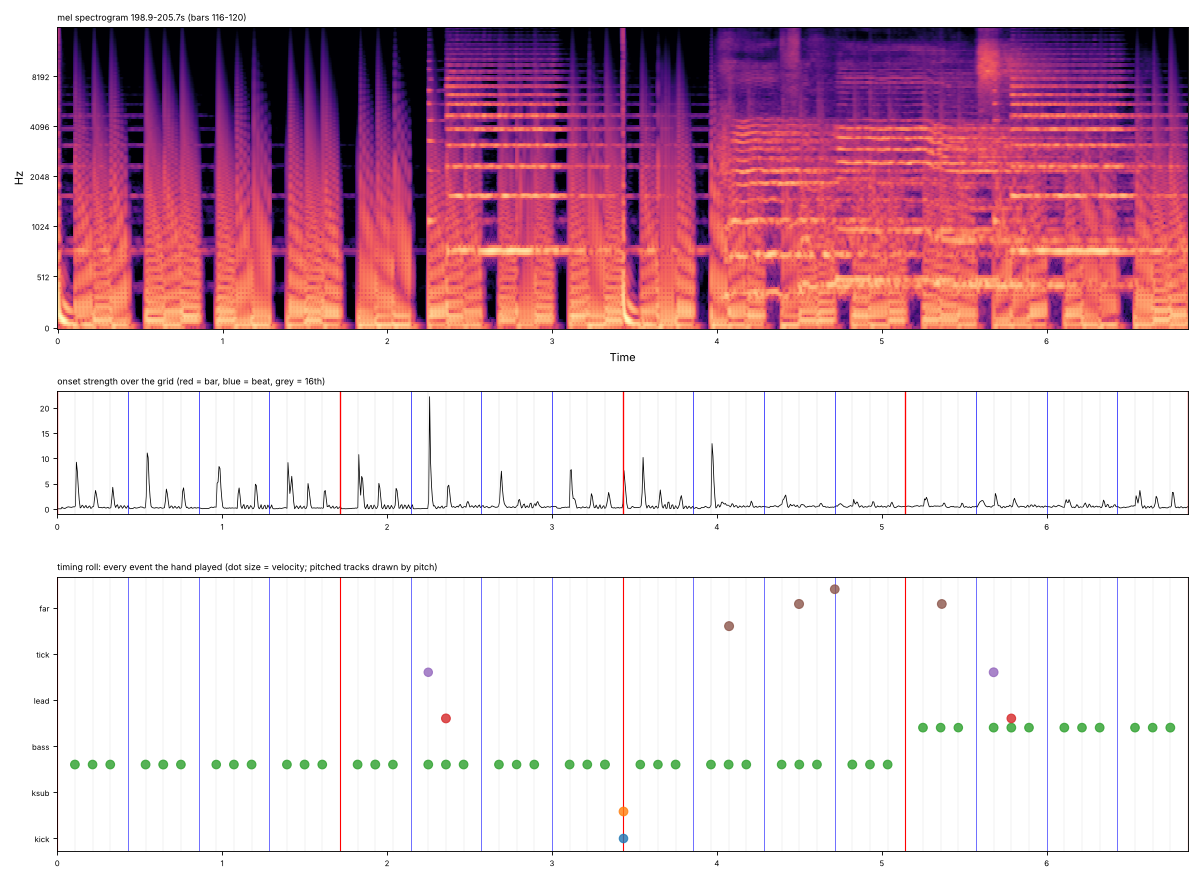 mel spectrogram 198.9-205.7s (bars 116-120)
Hz
8192
4096
2048
1024
512
0
0 1 2 3 4 5 6
Time
onset strength over the grid (red = bar, blue = beat, grey = 16th)
20
15
10
5
0
0 1 2 3 4 5 6
timing roll: every event the hand played (dot size = velocity; pitched tracks drawn by pitch)
far
tick
lead
bass
ksub
kick
0 1 2 3 4 5 6